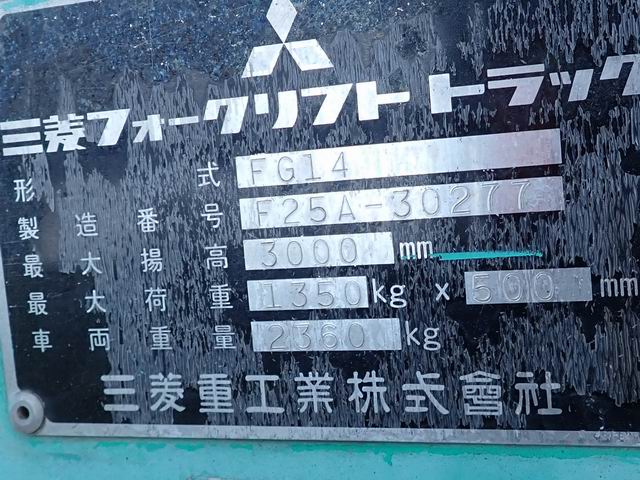 三菱フォークリフト トラック
形式 FG14
製造番号 F25A-30277
最大揚高 3000 mm
最大荷重 1350 kg × 500 mm
車両重量 2360 kg
三菱重工業株式會社